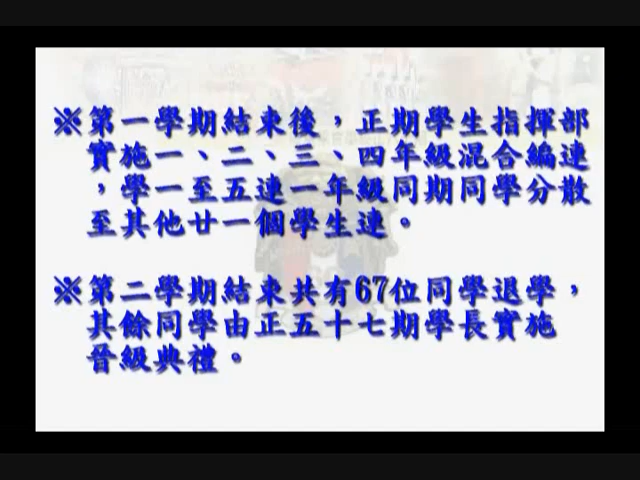 ※第一學期結束後，正期學生指揮部
實施一、二、三、四年級混合編連
，學一至五連一年級同期同學分散
至其他廿一個學生連。
※第二學期結束共有67位同學退學，
其餘同學由正五十七期學長實施
晉級典禮。